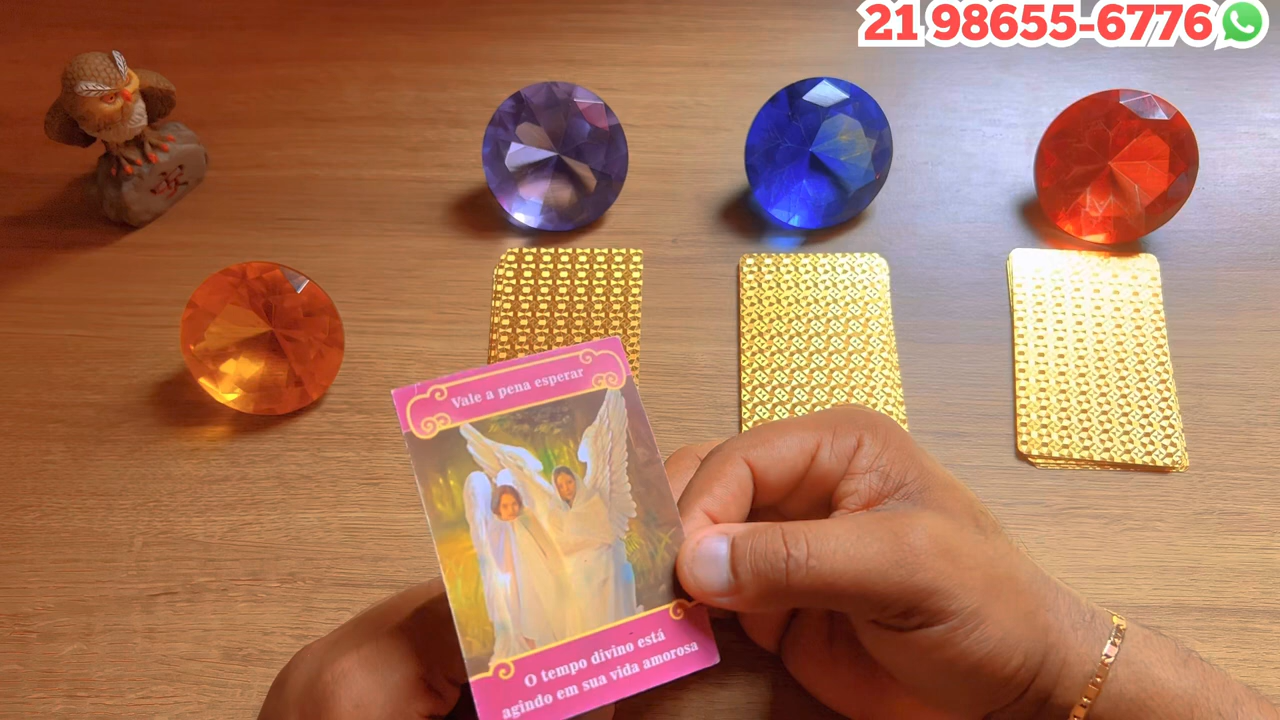 21 98655-6776
Vale a pena esperar
O tempo divino está
agindo em sua vida amorosa